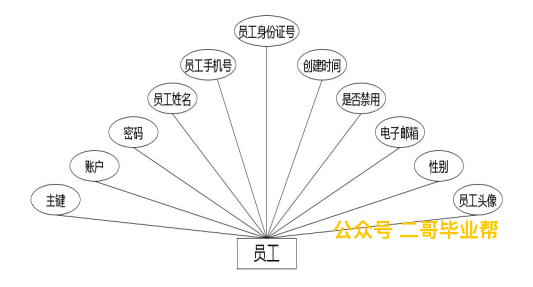 员工身份证号
员工手机号
创建时间
员工姓名
是否禁用
密码
电子邮箱
账户
性别
主键
员工头像
公众号 二哥毕业帮
员工